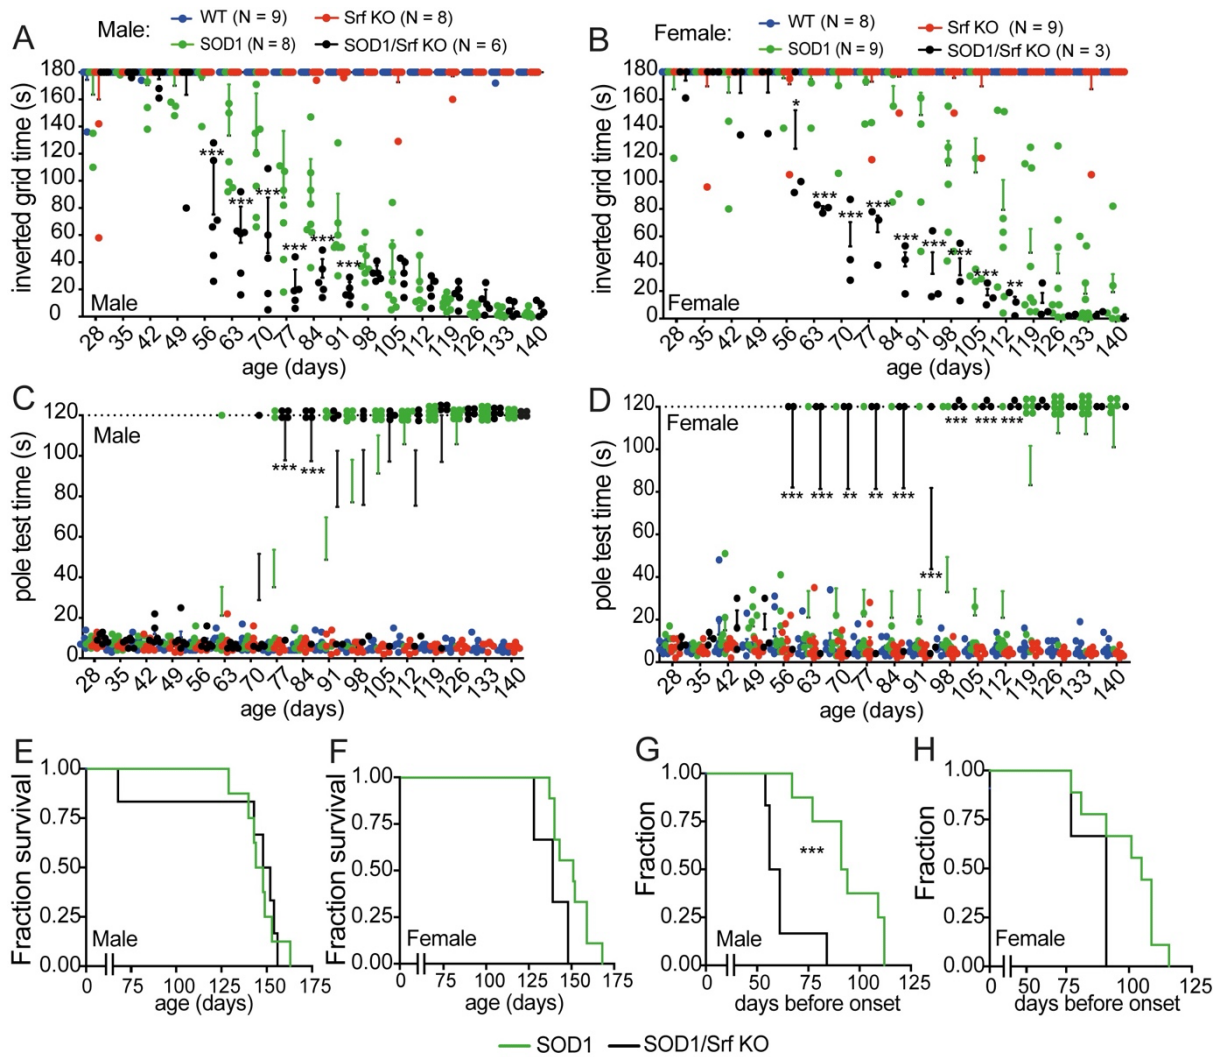 A
Male:
WT (N = 9)
Srf KO (N = 8)
SOD1 (N = 8)
SOD1/Srf KO (N = 6)
inverted grid time (s)
180
160
140
120
100
80
60
40
20
0
***
***
***
***
***
***
Male
28 35 42 49 56 63 70 77 84 91 98 105 112 119 126 133 140
age (days)
B
Female:
WT (N = 8)
Srf KO (N = 9)
SOD1 (N = 9)
SOD1/Srf KO (N = 3)
inverted grid time (s)
180
160
140
120
100
80
60
40
20
0
*
***
***
***
***
***
***
***
**
Female
28 35 42 49 56 63 70 77 84 91 98 105 112 119 126 133 140
age (days)
C
pole test time (s)
120
100
80
60
40
20
0
Male
*** ***
28 35 42 49 56 63 70 77 84 91 98 105 112 119 126 133 140
age (days)
D
pole test time (s)
120
100
80
60
40
20
0
Female
*** *** ** ** *** *** *** *** ***
28 35 42 49 56 63 70 77 84 91 98 105 112 119 126 133 140
age (days)
E
Fraction survival
1.00
0.75
0.50
0.25
0.00
Male
0 75 100 125 150 175
age (days)
F
Fraction survival
1.00
0.75
0.50
0.25
0.00
Female
0 75 100 125 150 175
age (days)
G
Fraction
1.00
0.75
0.50
0.25
0.00
***
Male
0 50 75 100 125
days before onset
H
Fraction
1.00
0.75
0.50
0.25
0.00
Female
0 50 75 100 125
days before onset
SOD1 SOD1/Srf KO